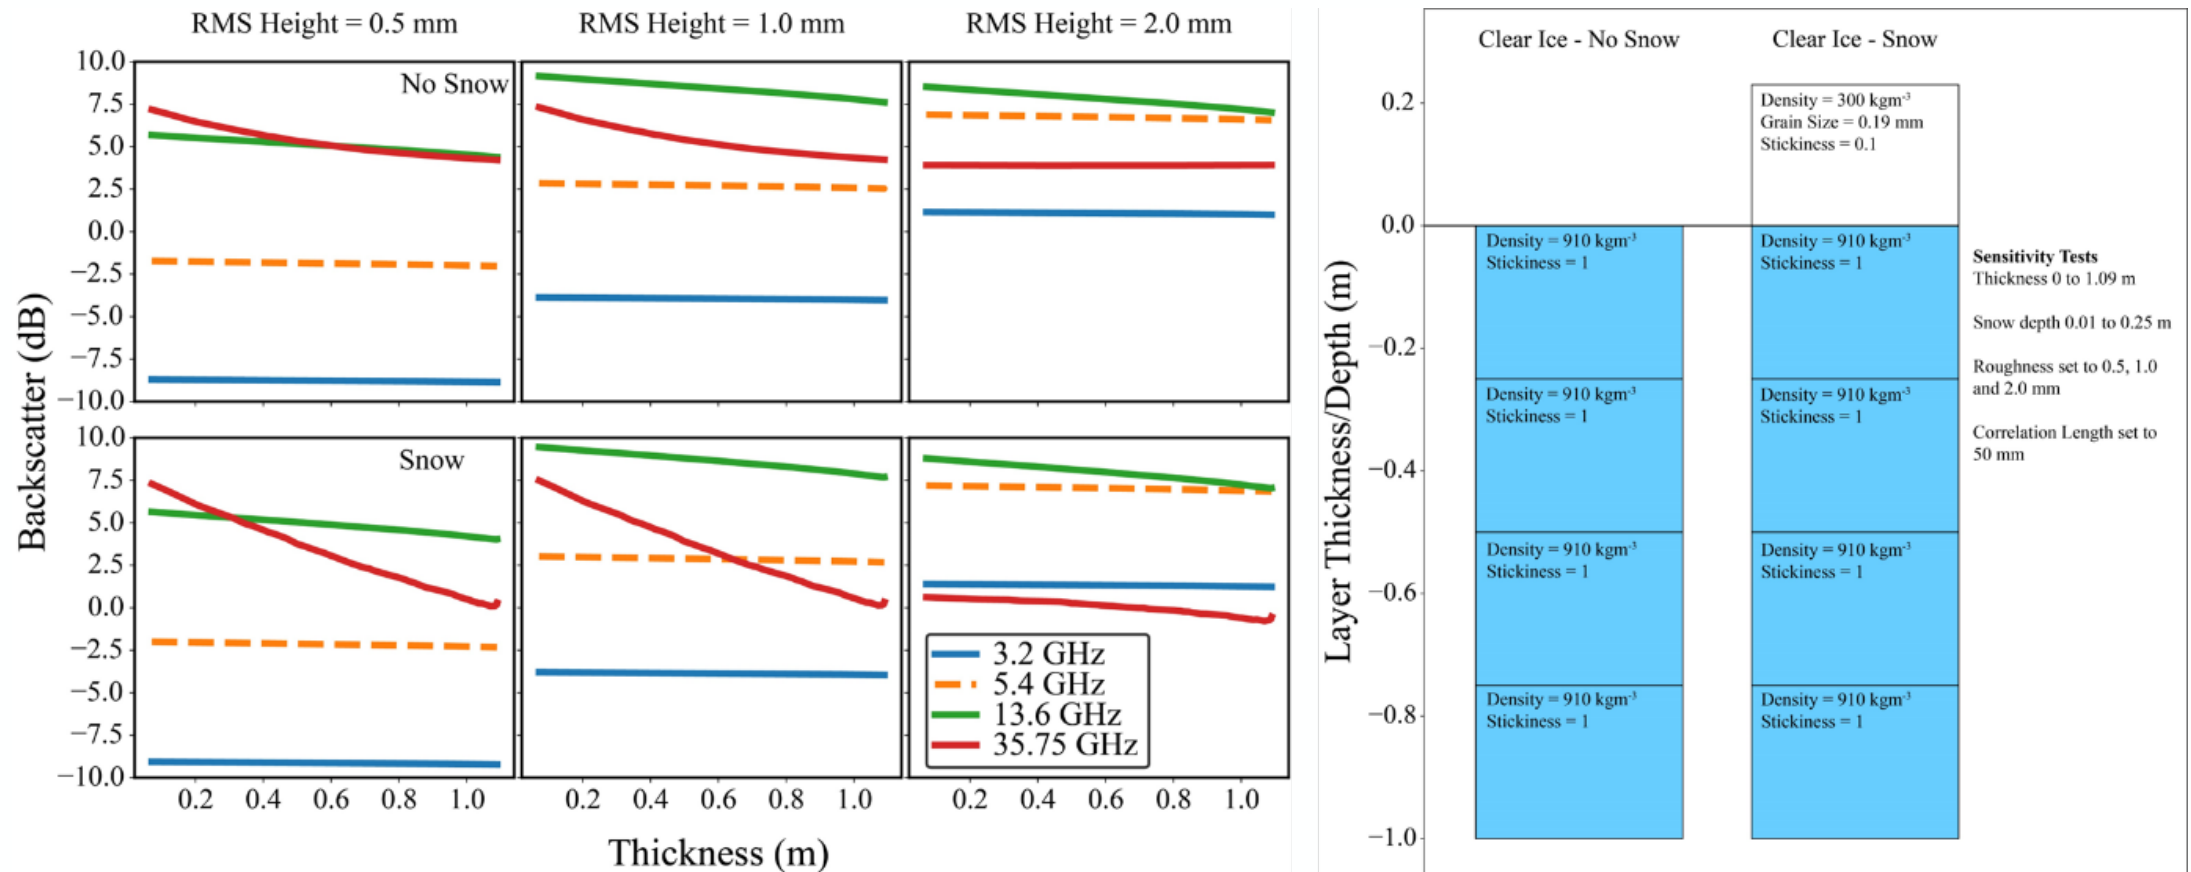 RMS Height = 0.5 mm
RMS Height = 1.0 mm
RMS Height = 2.0 mm
Backscatter (dB)
10.0
7.5
5.0
2.5
0.0
−2.5
−5.0
−7.5
−10.0
No Snow
10.0
7.5
5.0
2.5
0.0
−2.5
−5.0
−7.5
−10.0
Snow
3.2 GHz
5.4 GHz
13.6 GHz
35.75 GHz
0.2 0.4 0.6 0.8 1.0
0.2 0.4 0.6 0.8 1.0
0.2 0.4 0.6 0.8 1.0
Thickness (m)
Layer Thickness/Depth (m)
0.2
0.0
−0.2
−0.4
−0.6
−0.8
−1.0
Clear Ice - No Snow
Density = 910 kgm⁻³
Stickiness = 1
Density = 910 kgm⁻³
Stickiness = 1
Density = 910 kgm⁻³
Stickiness = 1
Density = 910 kgm⁻³
Stickiness = 1
Clear Ice - Snow
Density = 300 kgm⁻³
Grain Size = 0.19 mm
Stickiness = 0.1
Density = 910 kgm⁻³
Stickiness = 1
Density = 910 kgm⁻³
Stickiness = 1
Density = 910 kgm⁻³
Stickiness = 1
Density = 910 kgm⁻³
Stickiness = 1
Sensitivity Tests
Thickness 0 to 1.09 m
Snow depth 0.01 to 0.25 m
Roughness set to 0.5, 1.0
and 2.0 mm
Correlation Length set to
50 mm